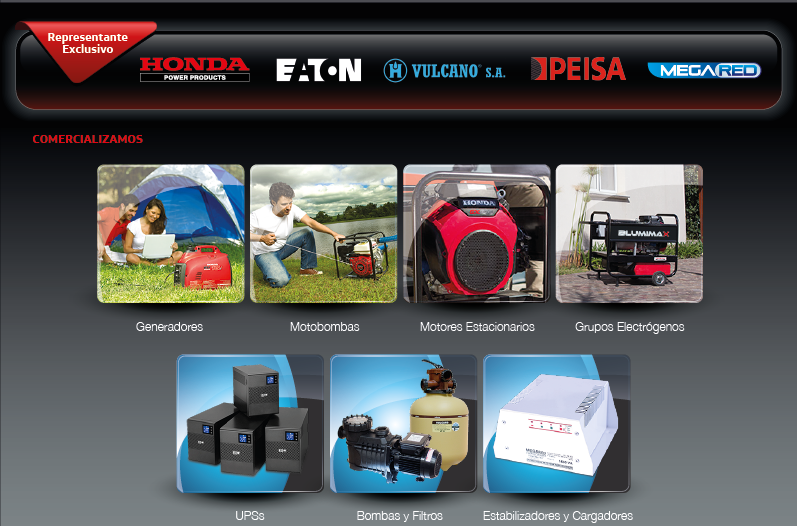 Representante
Exclusivo
HONDA
POWER PRODUCTS
EATON
VULCANO® S.A.
PEISA
MEGARED
COMERCIALIZAMOS
HONDA
BLUMIMAX
Generadores
Motobombas
Motores Estacionarios
Grupos Electrógenos
UPSs
Bombas y Filtros
Estabilizadores y Cargadores